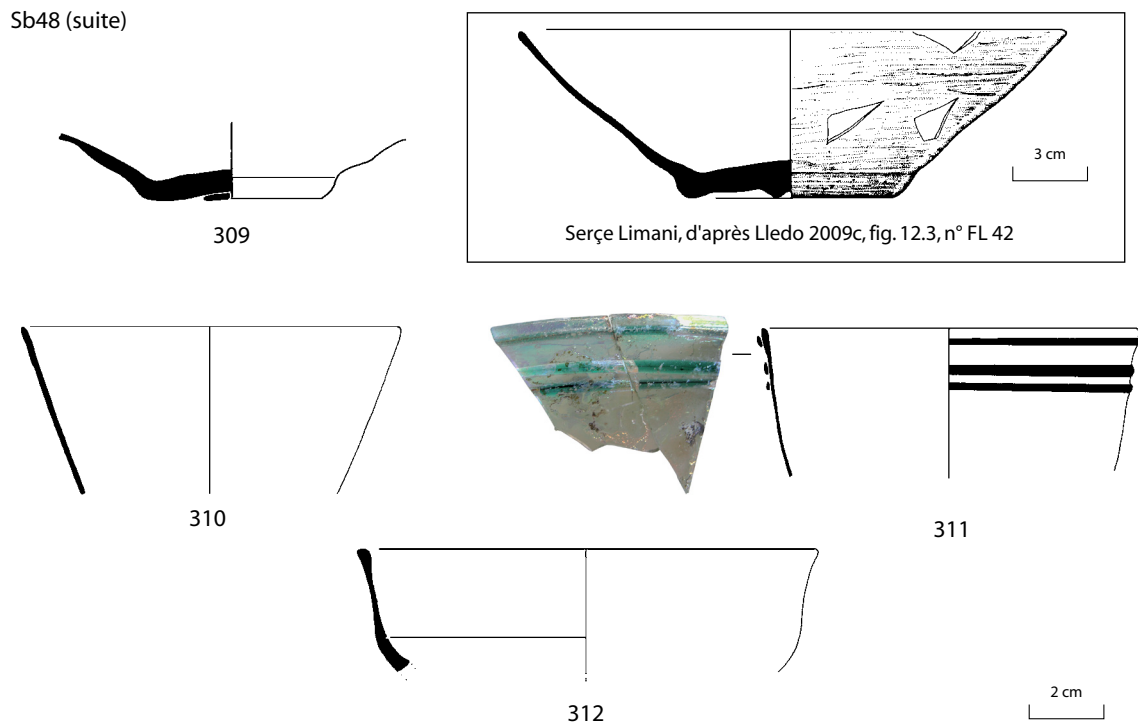 Sb48 (suite)
3 cm
309
Serçe Limani, d'après Lledo 2009c, fig. 12.3, n° FL 42
310
311
312
2 cm